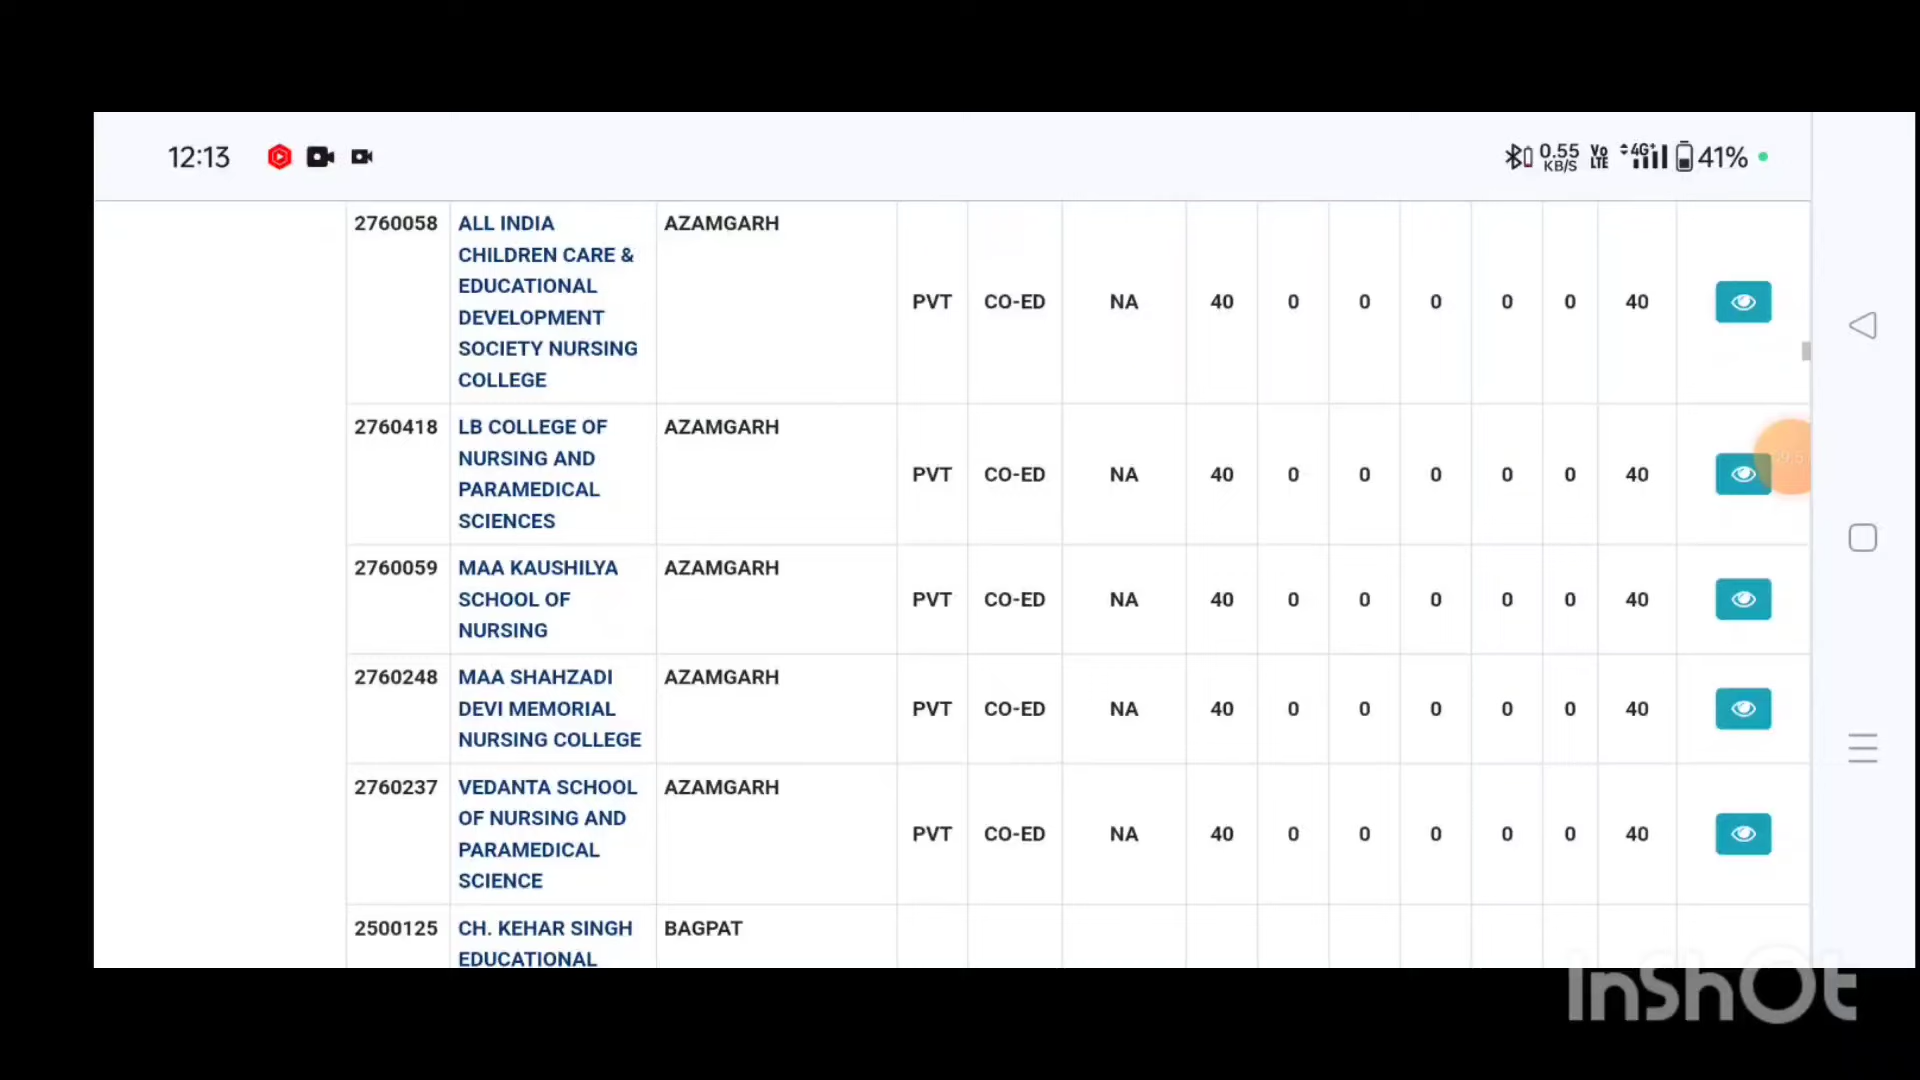 12:13
0.55
KB/S
Vo
LTE
4G+
41%
2760058 ALL INDIA AZAMGARH
CHILDREN CARE &
EDUCATIONAL
DEVELOPMENT
SOCIETY NURSING
COLLEGE
PVT CO-ED NA 40 0 0 0 0 0 40
2760418 LB COLLEGE OF AZAMGARH
NURSING AND
PARAMEDICAL
SCIENCES
PVT CO-ED NA 40 0 0 0 0 0 40
2760059 MAA KAUSHILYA AZAMGARH
SCHOOL OF
NURSING
PVT CO-ED NA 40 0 0 0 0 0 40
2760248 MAA SHAHZADI AZAMGARH
DEVI MEMORIAL
NURSING COLLEGE
PVT CO-ED NA 40 0 0 0 0 0 40
2760237 VEDANTA SCHOOL AZAMGARH
OF NURSING AND
PARAMEDICAL
SCIENCE
PVT CO-ED NA 40 0 0 0 0 0 40
2500125 CH. KEHAR SINGH BAGPAT
EDUCATIONAL
InShOt